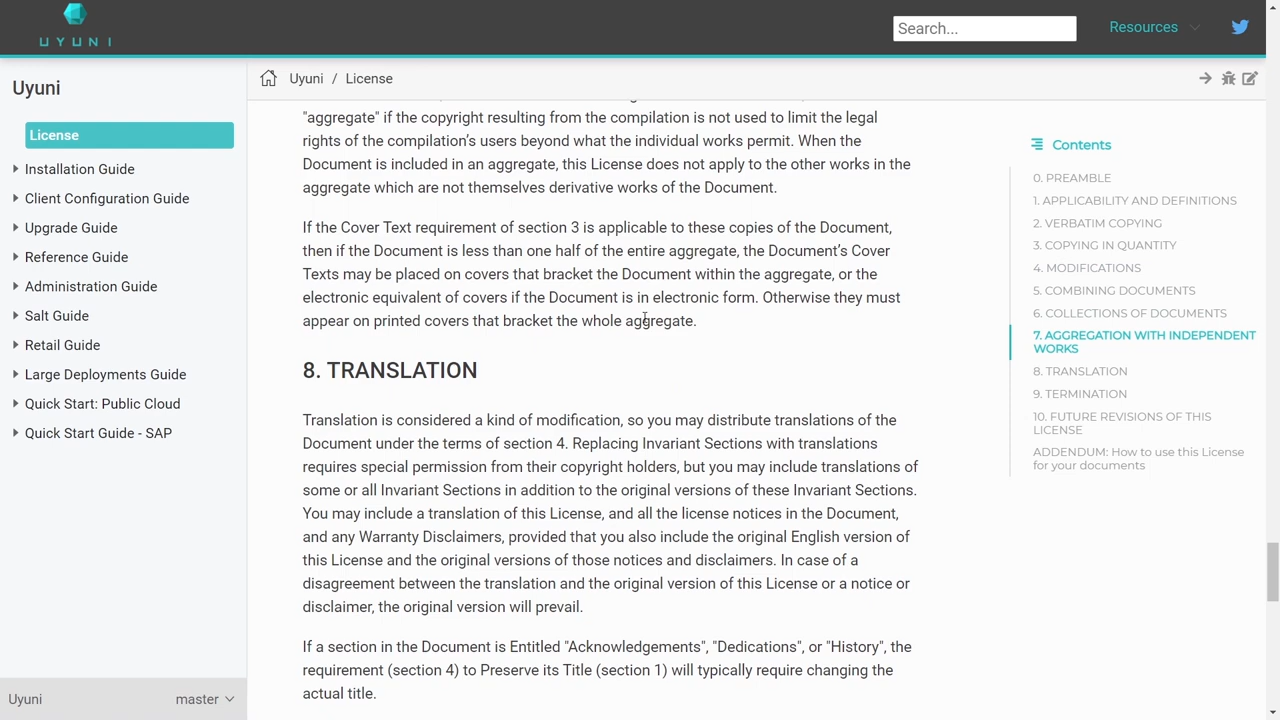 UYUNI
Search...
Resources
Uyuni
License
Installation Guide
Client Configuration Guide
Upgrade Guide
Reference Guide
Administration Guide
Salt Guide
Retail Guide
Large Deployments Guide
Quick Start: Public Cloud
Quick Start Guide - SAP
Uyuni
master
Uyuni / License
"aggregate" if the copyright resulting from the compilation is not used to limit the legal
rights of the compilation’s users beyond what the individual works permit. When the
Document is included in an aggregate, this License does not apply to the other works in the
aggregate which are not themselves derivative works of the Document.
If the Cover Text requirement of section 3 is applicable to these copies of the Document,
then if the Document is less than one half of the entire aggregate, the Document’s Cover
Texts may be placed on covers that bracket the Document within the aggregate, or the
electronic equivalent of covers if the Document is in electronic form. Otherwise they must
appear on printed covers that bracket the whole aggregate.
8. TRANSLATION
Translation is considered a kind of modification, so you may distribute translations of the
Document under the terms of section 4. Replacing Invariant Sections with translations
requires special permission from their copyright holders, but you may include translations of
some or all Invariant Sections in addition to the original versions of these Invariant Sections.
You may include a translation of this License, and all the license notices in the Document,
and any Warranty Disclaimers, provided that you also include the original English version of
this License and the original versions of those notices and disclaimers. In case of a
disagreement between the translation and the original version of this License or a notice or
disclaimer, the original version will prevail.
If a section in the Document is Entitled "Acknowledgements", "Dedications", or "History", the
requirement (section 4) to Preserve its Title (section 1) will typically require changing the
actual title.
Contents
0. PREAMBLE
1. APPLICABILITY AND DEFINITIONS
2. VERBATIM COPYING
3. COPYING IN QUANTITY
4. MODIFICATIONS
5. COMBINING DOCUMENTS
6. COLLECTIONS OF DOCUMENTS
7. AGGREGATION WITH INDEPENDENT
WORKS
8. TRANSLATION
9. TERMINATION
10. FUTURE REVISIONS OF THIS
LICENSE
ADDENDUM: How to use this License
for your documents